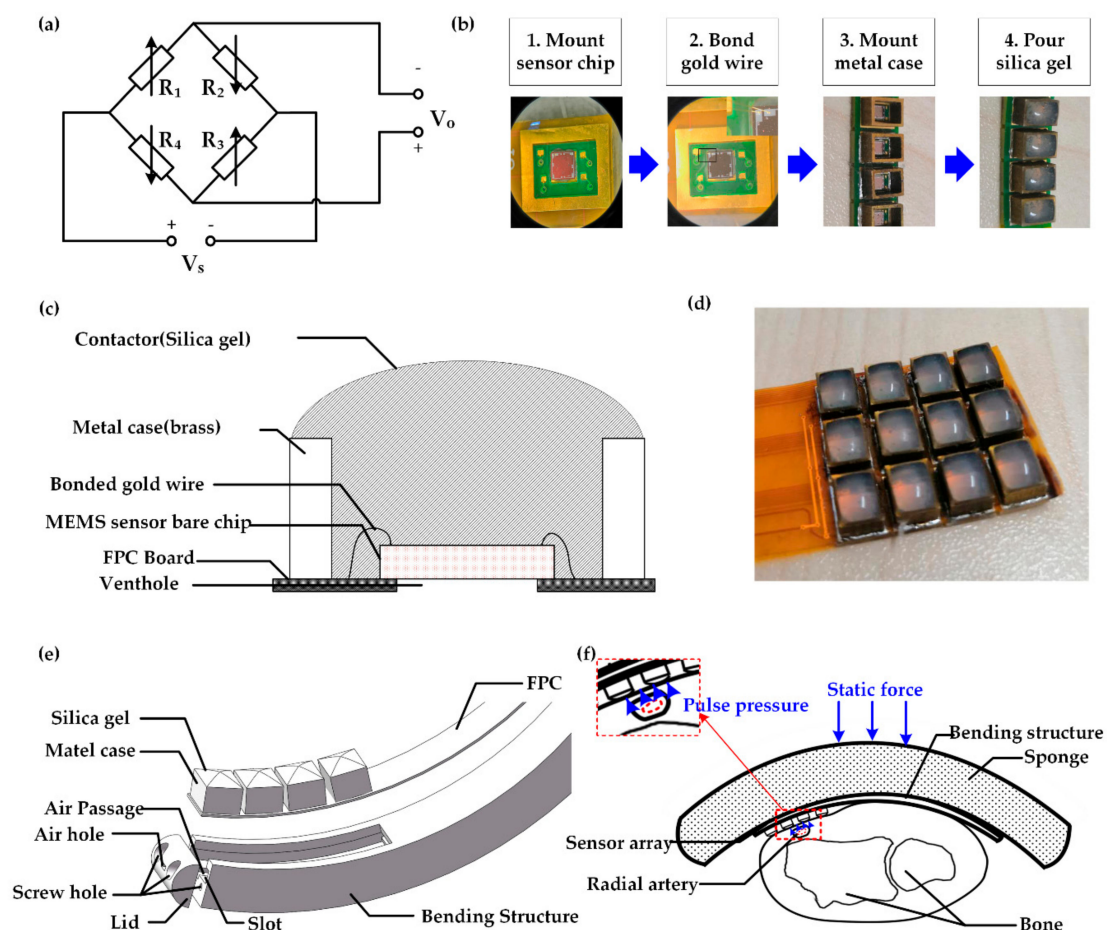 (a)
R1
R2
R4
R3
-
Vo
+
+
-
Vs
(b)
1. Mount
sensor chip
2. Bond
gold wire
3. Mount
metal case
4. Pour
silica gel
(c)
Contactor(Silica gel)
Metal case(brass)
Bonded gold wire
MEMS sensor bare chip
FPC Board
Venthole
(d)
(e)
FPC
Silica gel
Matel case
Air Passage
Air hole
Screw hole
Lid
Slot
Bending Structure
(f)
Static force
Pulse pressure
Bending structure
Sponge
Sensor array
Radial artery
Bone